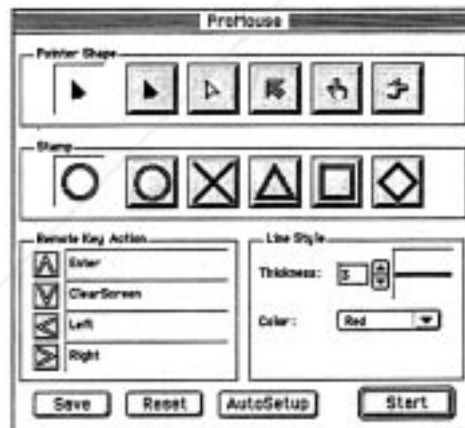 ProMouse
Pointer Shape
Stamp
Remote Key Action
Enter
ClearScreen
Left
Right
Line Style
Thickness: 5
Color: Red
Save Reset AutoSetup Start